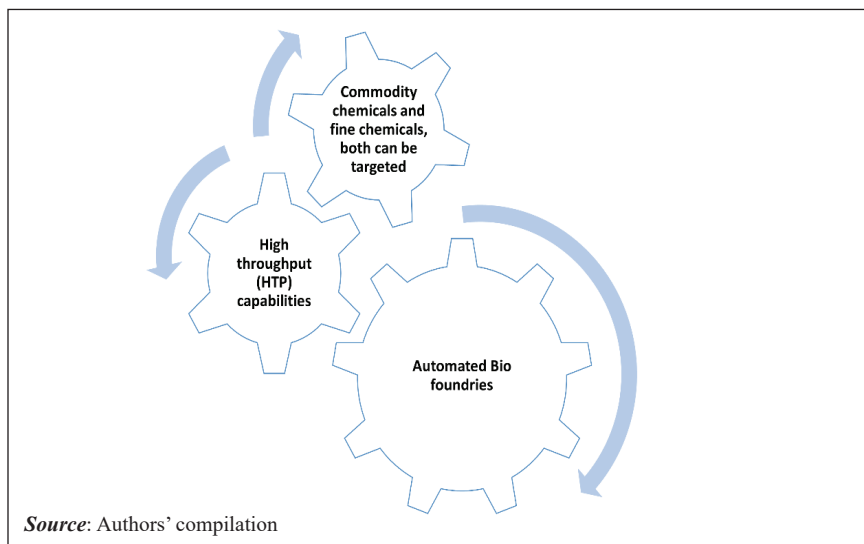 Commodity
chemicals and
fine chemicals,
both can be
targeted
High
throughput
(HTP)
capabilities
Automated Bio
foundries
Source: Authors’ compilation